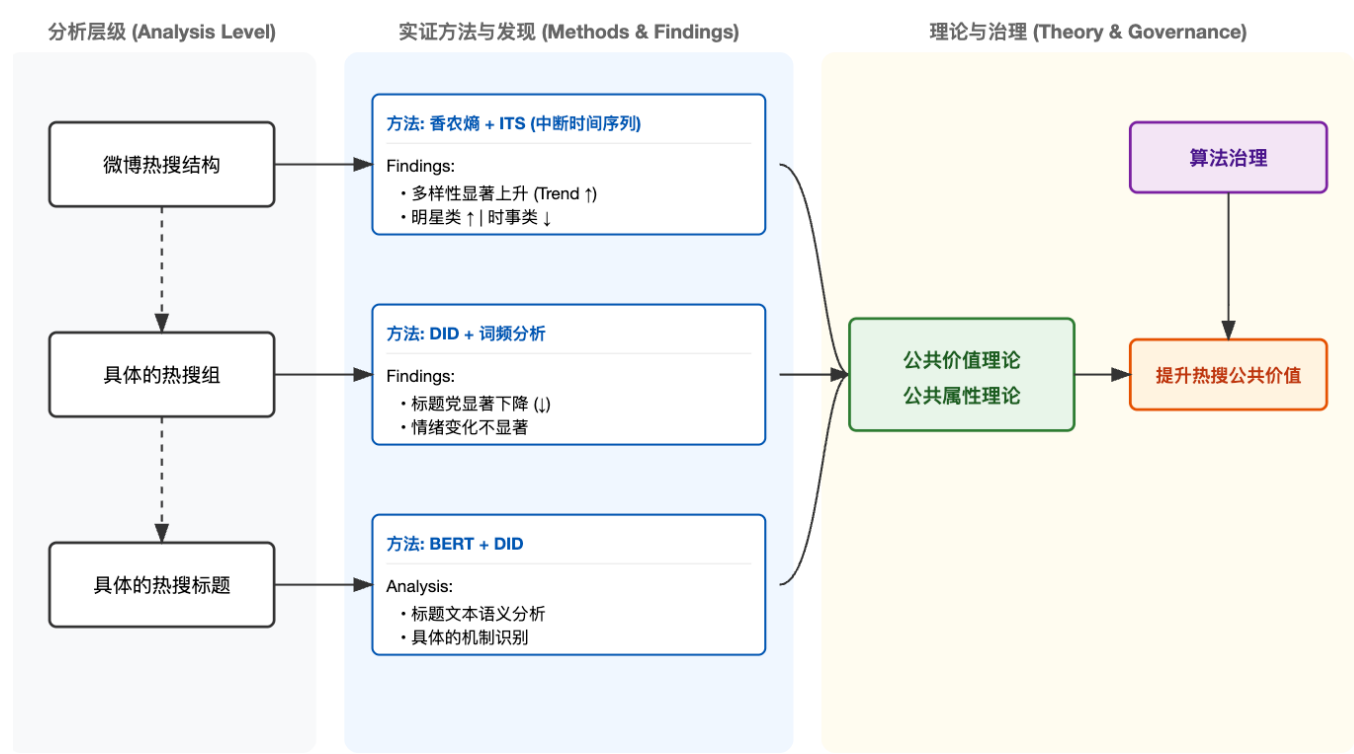 分析层级 (Analysis Level)
实证方法与发现 (Methods & Findings)
理论与治理 (Theory & Governance)
微博热搜结构
具体的热搜组
具体的热搜标题
方法: 香农熵 + ITS (中断时间序列)
Findings:
• 多样性显著上升 (Trend ↑)
• 明星类 ↑ | 时事类 ↓
方法: DID + 词频分析
Findings:
• 标题党显著下降 (↓)
• 情绪变化不显著
方法: BERT + DID
Analysis:
• 标题文本语义分析
• 具体的机制识别
公共价值理论
公共属性理论
算法治理
提升热搜公共价值